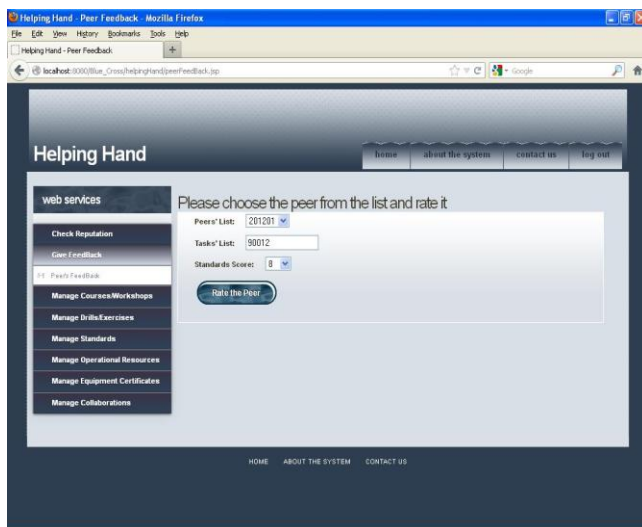 Helping Hand - Peer Feedback - Mozilla Firefox
File Edit View History Bookmarks Tools Help
Helping Hand - Peer Feedback +
localhost:8080/Blue_Cross/helpingHand/peerFeedBack.jsp Google
Helping Hand
home about the system contact us log out
web services
Check Reputation
Give FeedBack
Peer's FeedBack
Manage Courses/Workshops
Manage Drills/Exercises
Manage Standards
Manage Operational Resources
Manage Equipment Certificates
Manage Collaborations
Please choose the peer from the list and rate it
Peers' List: 201201
Tasks' List: 90012
Standards Score: 8
Rate the Peer
HOME ABOUT THE SYSTEM CONTACT US